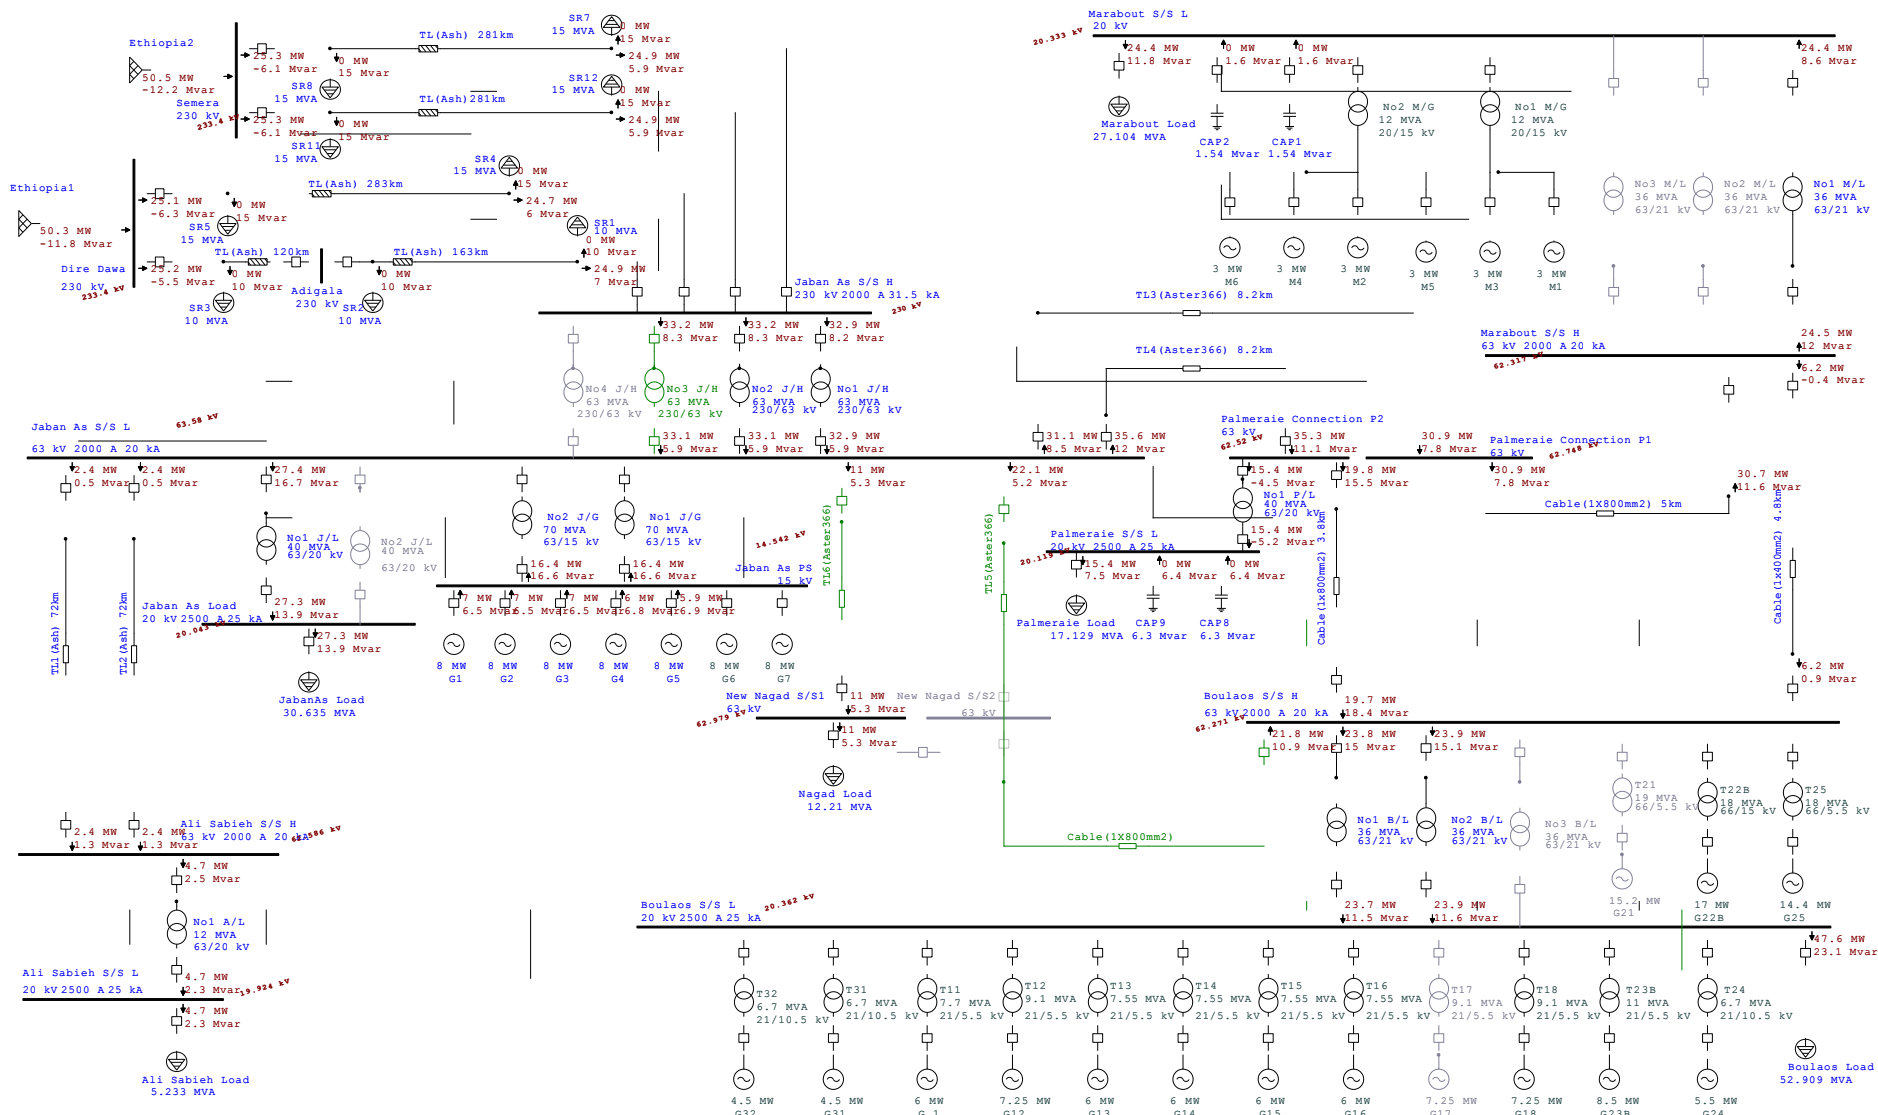 Ethiopia2
50.5 MW
-12.2 Mvar
Semera
230 kV
233.4 kV
25.3 MW
-6.1 Mvar
0 MW
15 Mvar
SR8
15 MVA
TL(Ash) 281km
SR7
15 MVA
0 MW
15 Mvar
24.9 MW
5.9 Mvar
25.3 MW
-6.1 Mvar
0 MW
15 Mvar
SR11
15 MVA
TL(Ash)281km
SR12
15 MVA
0 MW
15 Mvar
24.9 MW
5.9 Mvar
Ethiopia1
50.3 MW
-11.8 Mvar
Dire Dawa
230 kV
233.4 kV
25.1 MW
-6.3 Mvar
0 MW
15 Mvar
SR5
15 MVA
TL(Ash) 283km
SR4
15 MVA
0 MW
15 Mvar
24.7 MW
6 Mvar
25.2 MW
-5.5 Mvar
TL(Ash) 120km
0 MW
10 Mvar
SR3
10 MVA
Adigala
230 kV
TL(Ash) 163km
0 MW
10 Mvar
SR2
10 MVA
SR1
10 MVA
0 MW
10 Mvar
24.9 MW
7 Mvar
Jaban As S/S H
230 kV 2000 A 31.5 kA
230 kV
33.2 MW
8.3 Mvar
33.2 MW
8.3 Mvar
32.9 MW
8.2 Mvar
No4 J/H
63 MVA
230/63 kV
No3 J/H
63 MVA
230/63 kV
No2 J/H
63 MVA
230/63 kV
No1 J/H
63 MVA
230/63 kV
33.1 MW
5.9 Mvar
33.1 MW
5.9 Mvar
32.9 MW
5.9 Mvar
Marabout S/S L
20 kV
20.333 kV
24.4 MW
11.8 Mvar
0 MW
1.6 Mvar
0 MW
1.6 Mvar
24.4 MW
8.6 Mvar
Marabout Load
27.104 MVA
CAP2
1.54 Mvar
CAP1
1.54 Mvar
No2 M/G
12 MVA
20/15 kV
No1 M/G
12 MVA
20/15 kV
No3 M/L
36 MVA
63/21 kV
No2 M/L
36 MVA
63/21 kV
No1 M/L
36 MVA
63/21 kV
3 MW
M6
3 MW
M4
3 MW
M2
3 MW
M5
3 MW
M3
3 MW
M1
TL3(Aster366) 8.2km
TL4(Aster366) 8.2km
Marabout S/S H
63 kV 2000 A 20 kA
62.317 kV
24.5 MW
12 Mvar
6.2 MW
-0.4 Mvar
Jaban As S/S L
63.58 kV
63 kV 2000 A 20 kA
2.4 MW
0.5 Mvar
2.4 MW
0.5 Mvar
27.4 MW
16.7 Mvar
11 MW
5.3 Mvar
22.1 MW
5.2 Mvar
31.1 MW
8.5 Mvar
35.6 MW
12 Mvar
Palmeraie Connection P2
63 kV
62.52 kV
35.3 MW
11.1 Mvar
30.9 MW
7.8 Mvar
Palmeraie Connection P1
63 kV
62.748 kV
30.9 MW
7.8 Mvar
15.4 MW
-4.5 Mvar
19.8 MW
15.5 Mvar
No1 P/L
40 MVA
63/20 kV
15.4 MW
-5.2 Mvar
Cable(1X800mm2) 5km
30.7 MW
11.6 Mvar
Cable(1x800mm2) 3.8km
Cable(1x400mm2) 4.8km
TL1(Ash) 72km
TL2(Ash) 72km
No1 J/L
40 MVA
63/20 kV
No2 J/L
40 MVA
63/20 kV
27.3 MW
13.9 Mvar
Jaban As Load
20 kV 2500 A 25 kA
20.043 kV
27.3 MW
13.9 Mvar
JabanAs Load
30.635 MVA
No2 J/G
70 MVA
63/15 kV
No1 J/G
70 MVA
63/15 kV
16.4 MW
16.6 Mvar
16.4 MW
16.6 Mvar
14.542 kV
Jaban As PS
15 kV
7 MW
6.5 Mvar
7 MW
6.5 Mvar
7 MW
6.5 Mvar
6 MW
6.8 Mvar
5.9 MW
6.9 Mvar
8 MW
G1
8 MW
G2
8 MW
G3
8 MW
G4
8 MW
G5
8 MW
G6
8 MW
G7
TL6(Aster366)
TL5(Aster366)
Palmeraie S/S L
20 kV 2500 A 25 kA
20.119 kV
15.4 MW
7.5 Mvar
0 MW
6.4 Mvar
0 MW
6.4 Mvar
Palmeraie Load
17.129 MVA
CAP9
6.3 Mvar
CAP8
6.3 Mvar
New Nagad S/S1
63 kV
62.979 kV
11 MW
5.3 Mvar
11 MW
5.3 Mvar
Nagad Load
12.21 MVA
New Nagad S/S2
63 kV
Cable(1X800mm2)
Boulaos S/S H
63 kV 2000 A 20 kA
62.271 kV
19.7 MW
18.4 Mvar
6.2 MW
0.9 Mvar
21.8 MW
10.9 Mvar
23.8 MW
15 Mvar
23.9 MW
15.1 Mvar
No1 B/L
36 MVA
63/21 kV
No2 B/L
36 MVA
63/21 kV
No3 B/L
36 MVA
63/21 kV
T21
19 MVA
66/5.5 kV
T22B
18 MVA
66/15 kV
T25
18 MVA
66/15 kV
15.2 MW
G21
17 MW
G22B
14.4 MW
G25
23.7 MW
11.5 Mvar
23.9 MW
11.6 Mvar
2.4 MW
1.3 Mvar
2.4 MW
1.3 Mvar
Ali Sabieh S/S H
63 kV 2000 A 20 kA
4.7 MW
2.5 Mvar
No1 A/L
12 MVA
63/20 kV
4.7 MW
2.3 Mvar
Ali Sabieh S/S L
20 kV 2500 A 25 kA
19.924 kV
4.7 MW
2.3 Mvar
Ali Sabieh Load
5.233 MVA
Boulaos S/S L
20 kV 2500 A 25 kA
20.362 kV
47.6 MW
23.1 Mvar
T32
6.7 MVA
21/10.5 kV
T31
6.7 MVA
21/10.5 kV
T11
7.7 MVA
21/5.5 kV
T12
9.1 MVA
21/5.5 kV
T13
7.55 MVA
21/5.5 kV
T14
7.55 MVA
21/5.5 kV
T15
7.55 MVA
21/5.5 kV
T16
7.55 MVA
21/5.5 kV
T17
9.1 MVA
21/5.5 kV
T18
9.1 MVA
21/5.5 kV
T23B
11 MVA
21/5.5 kV
T24
6.7 MVA
21/10.5 kV
Boulaos Load
52.909 MVA
4.5 MW
G32
4.5 MW
G31
6 MW
G 1
7.25 MW
G12
6 MW
G13
6 MW
G14
6 MW
G15
6 MW
G16
7.25 MW
G17
7.25 MW
G18
8.5 MW
G23B
5.5 MW
G24